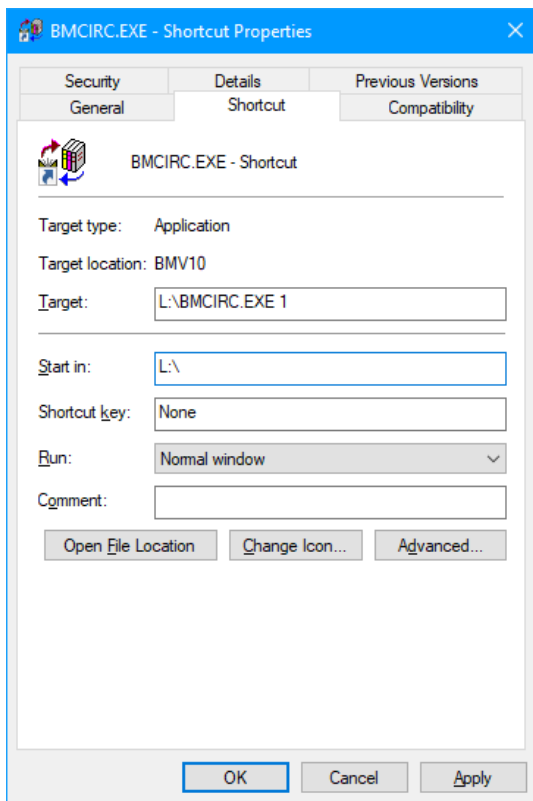 BMCIRC.EXE - Shortcut Properties
Security Details Previous Versions
General Shortcut Compatibility
BMCIRC.EXE - Shortcut
Target type: Application
Target location: BMV10
Target: L:\BMCIRC.EXE 1
Start in: L:\
Shortcut key: None
Run: Normal window
Comment:
Open File Location Change Icon... Advanced...
OK Cancel Apply